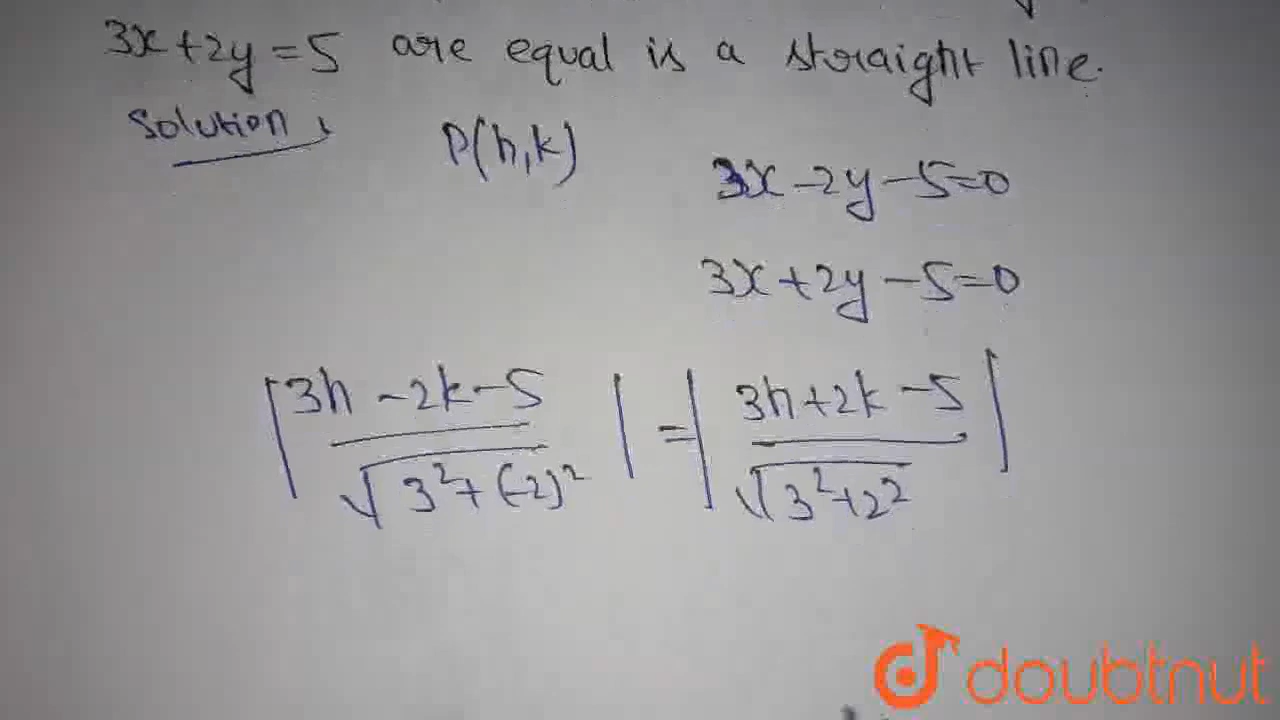 3x+2y=5 are equal is a straight line.
Solution,
P(h,k)
3x-2y-5=0
3x+2y-5=0
|3h-2k-5 / √3²+(-2)²| = |3h+2k-5 / √3²+2²|
doubtnut